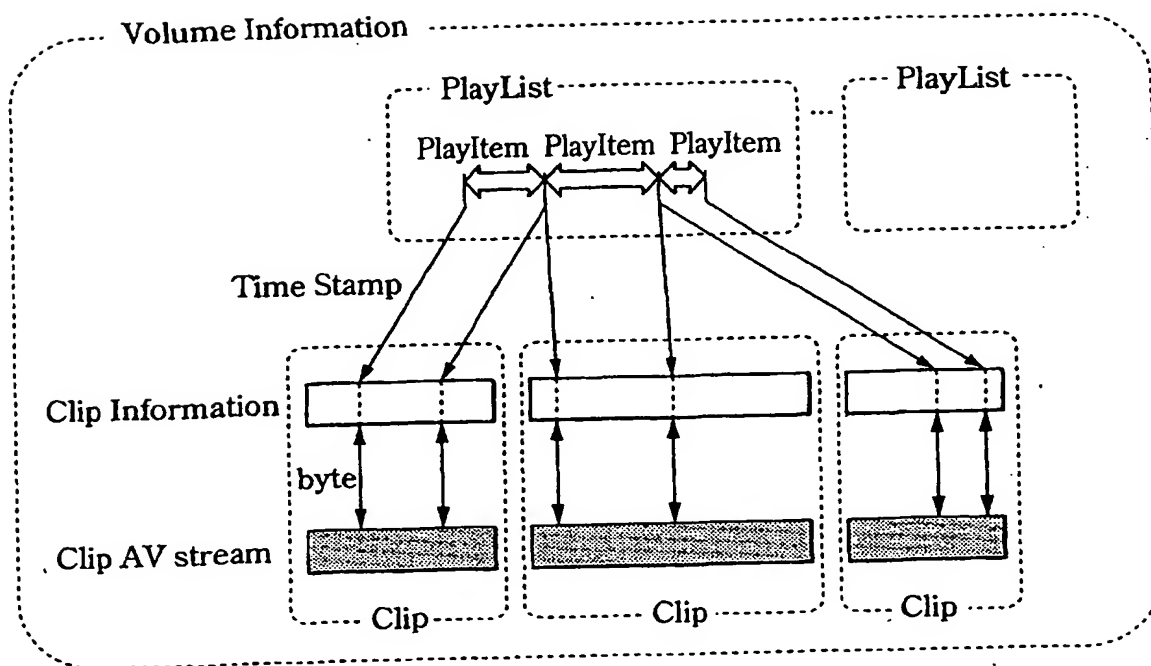 Volume Information
PlayList
PlayList
...
PlayItem PlayItem PlayItem
Time Stamp
Clip Information
byte
Clip AV stream
Clip
Clip
Clip